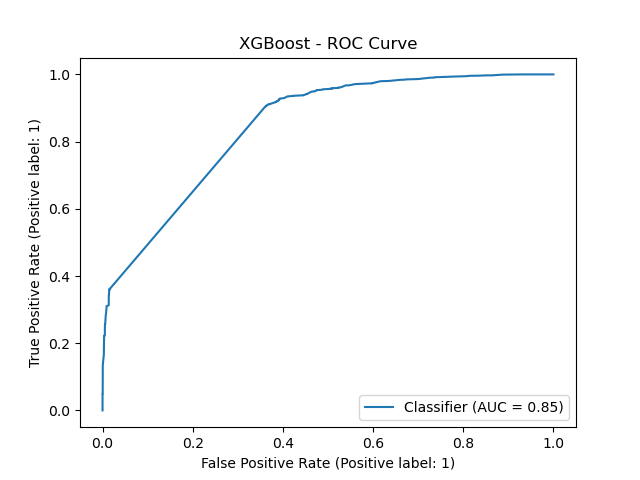 XGBoost - ROC Curve
True Positive Rate (Positive label: 1)
1.0
0.8
0.6
0.4
0.2
0.0
Classifier (AUC = 0.85)
0.0 0.2 0.4 0.6 0.8 1.0
False Positive Rate (Positive label: 1)